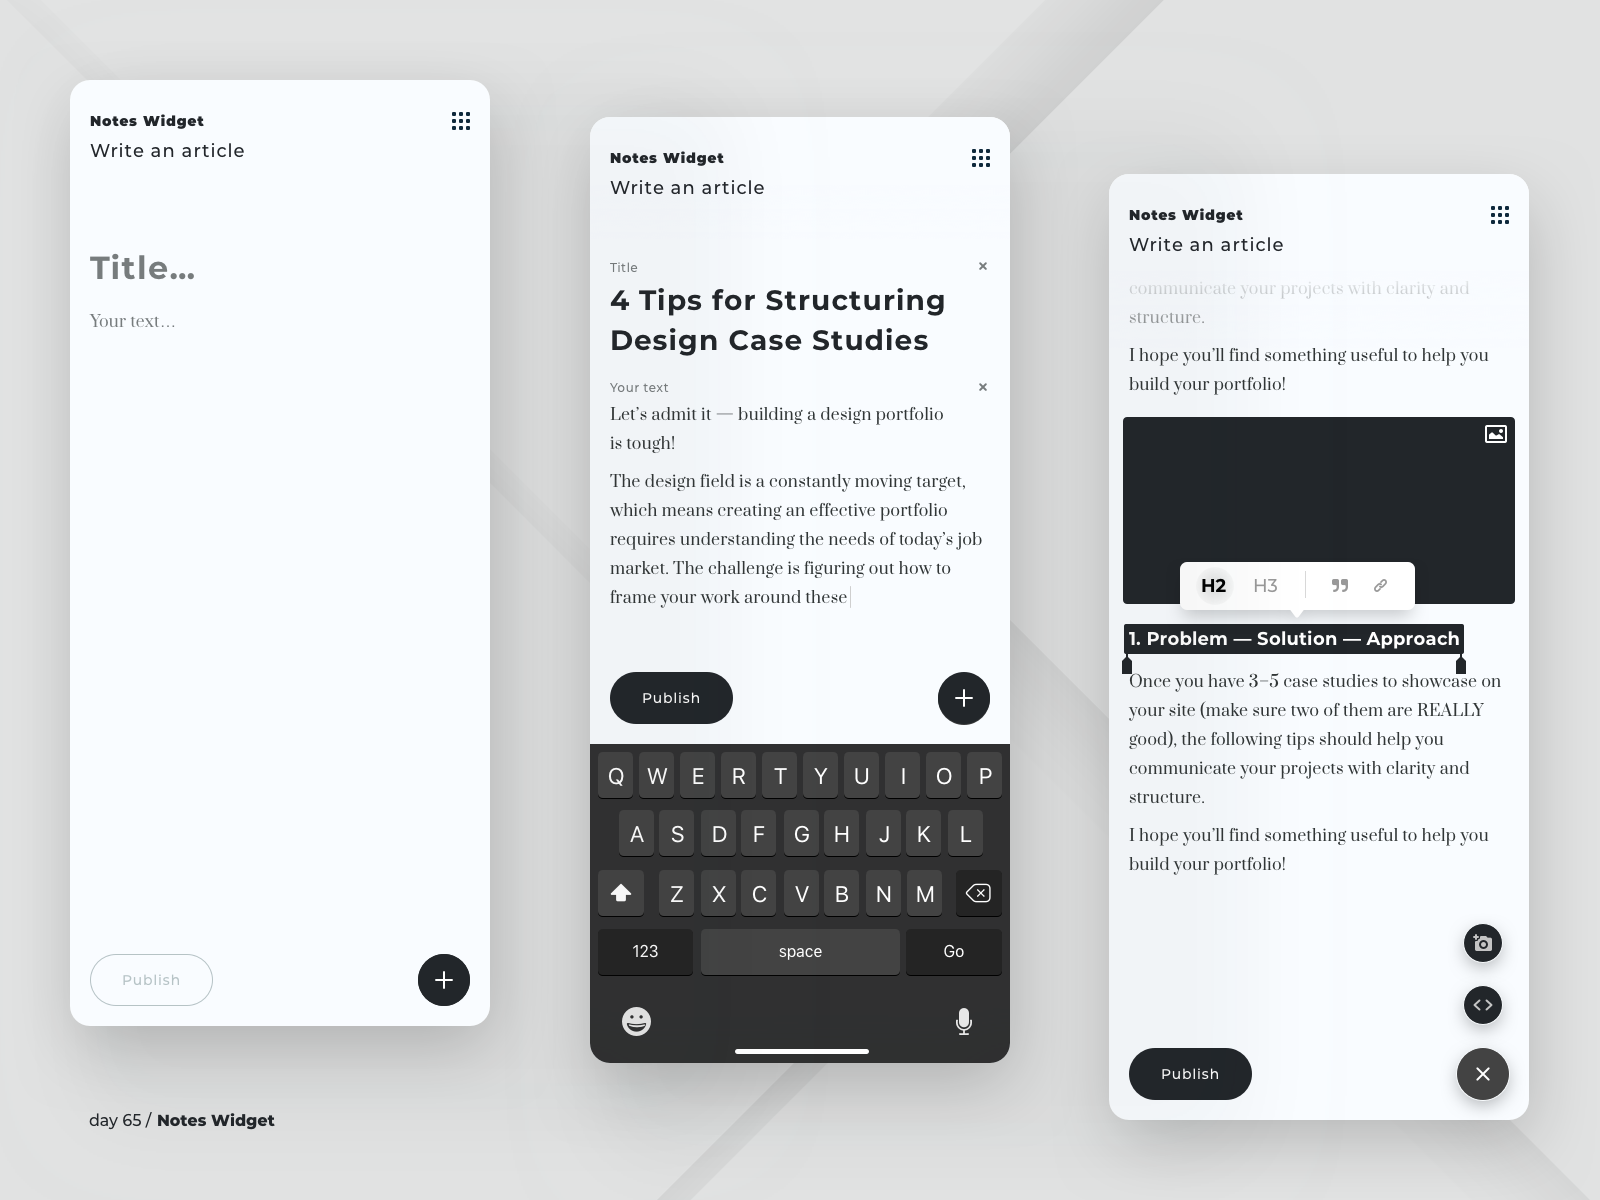 Notes Widget
Write an article
Title...
Your text...
Publish
day 65 / Notes Widget
Notes Widget
Write an article
Title
4 Tips for Structuring
Design Case Studies
Your text
Let’s admit it — building a design portfolio
is tough!
The design field is a constantly moving target,
which means creating an effective portfolio
requires understanding the needs of today’s job
market. The challenge is figuring out how to
frame your work around these
Publish
Q W E R T Y U I O P
A S D F G H J K L
Z X C V B N M
123 space Go
Notes Widget
Write an article
communicate your projects with clarity and
structure.
I hope you’ll find something useful to help you
build your portfolio!
H2 H3
1. Problem — Solution — Approach
Once you have 3–5 case studies to showcase on
your site (make sure two of them are REALLY
good), the following tips should help you
communicate your projects with clarity and
structure.
I hope you’ll find something useful to help you
build your portfolio!
Publish